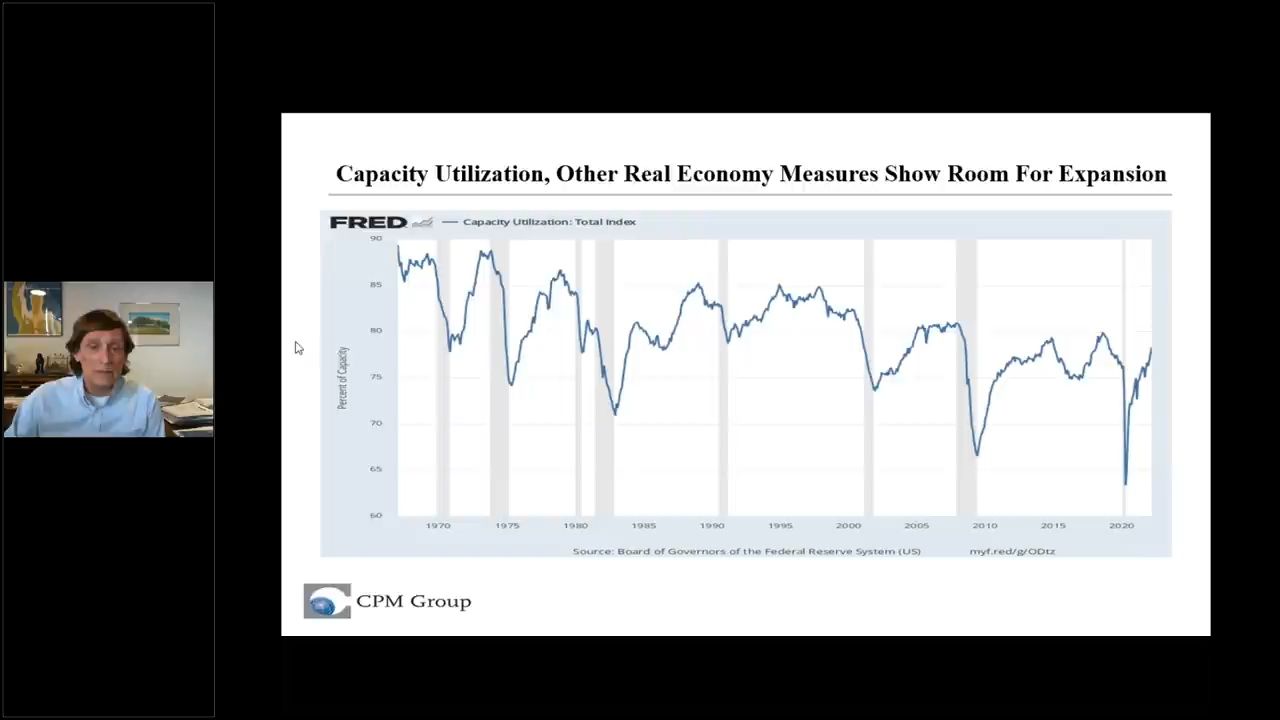 Capacity Utilization, Other Real Economy Measures Show Room For Expansion
FRED — Capacity Utilization: Total Index
Percent of Capacity
90
85
80
75
70
65
60
1970 1975 1980 1985 1990 1995 2000 2005 2010 2015 2020
Source: Board of Governors of the Federal Reserve System (US) myf.red/g/ODtz
CPM Group